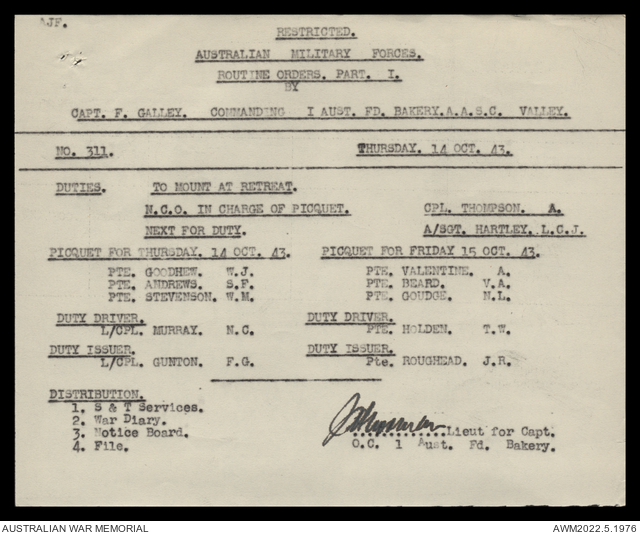 AJF.
RESTRICTED.
AUSTRALIAN MILITARY FORCES.
ROUTINE ORDERS. PART. I.
BY
CAPT. F. GALLEY. COMMANDING I AUST. FD. BAKERY.A.A.S.C. VALLEY.
NO. 311. THURSDAY. 14 OCT. 43.
DUTIES. TO MOUNT AT RETREAT.
N.C.O. IN CHARGE OF PICQUET. CPL. THOMPSON. A.
NEXT FOR DUTY. A/SGT. HARTLEY, L.C.J.
PICQUET FOR THURSDAY. 14 OCT. 43. PICQUET FOR FRIDAY 15 OCT. 43.
PTE. GOODHEW. W.J. PTE. VALENTINE. A.
PTE. ANDREWS. S.F. PTE. BEARD. V.A.
PTE. STEVENSON. W.M. PTE. GOUDGE. N.L.
DUTY DRIVER. DUTY DRIVER.
L/CPL. MURRAY. N.C. PTE. HOLDEN. T.W.
DUTY ISSUER. DUTY ISSUER.
L/CPL. GUNTON. F.G. Pte. ROUGHEAD. J.R.
DISTRIBUTION.
1. S & T Services.
2. War Diary.
3. Notice Board. Lieut for Capt.
4. File. O.C. 1 Aust. Fd. Bakery.
AUSTRALIAN WAR MEMORIAL AWM2022.5.1976